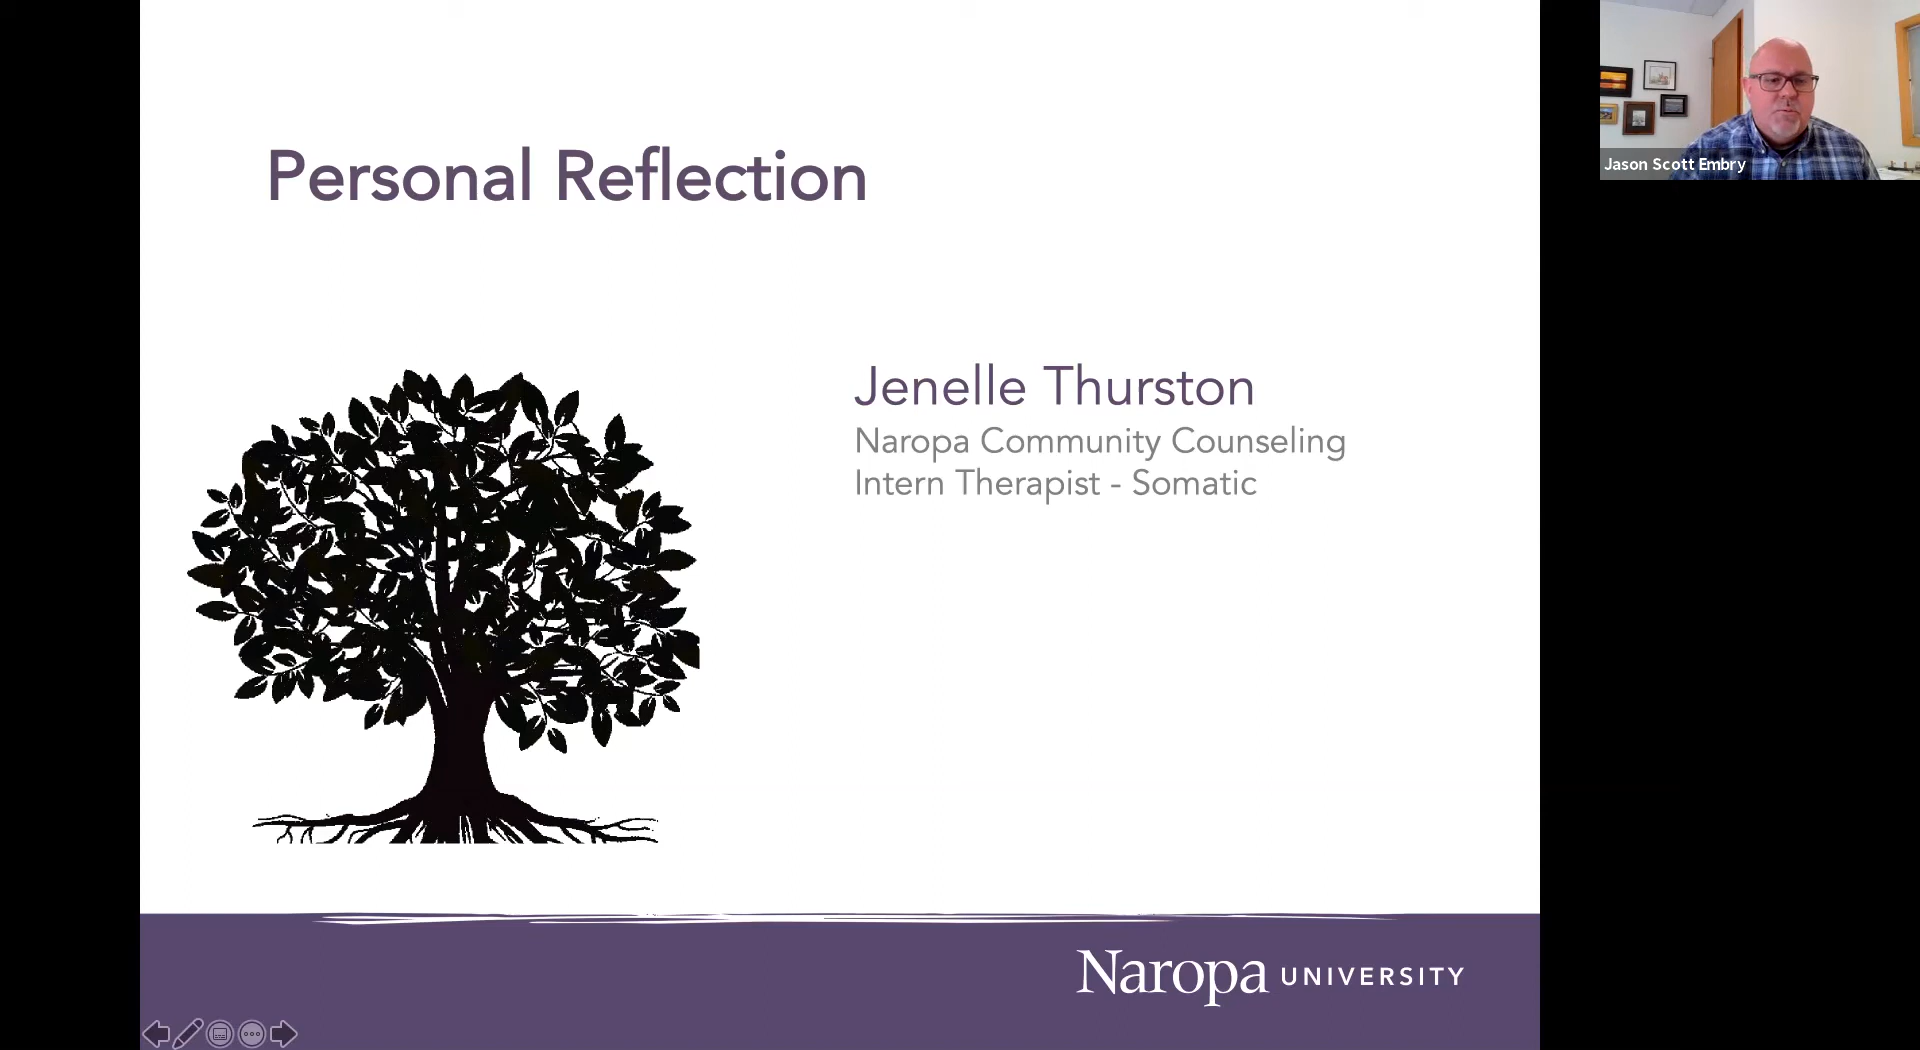 Personal Reflection
Jenelle Thurston
Naropa Community Counseling
Intern Therapist - Somatic
Naropa UNIVERSITY
Jason Scott Embry